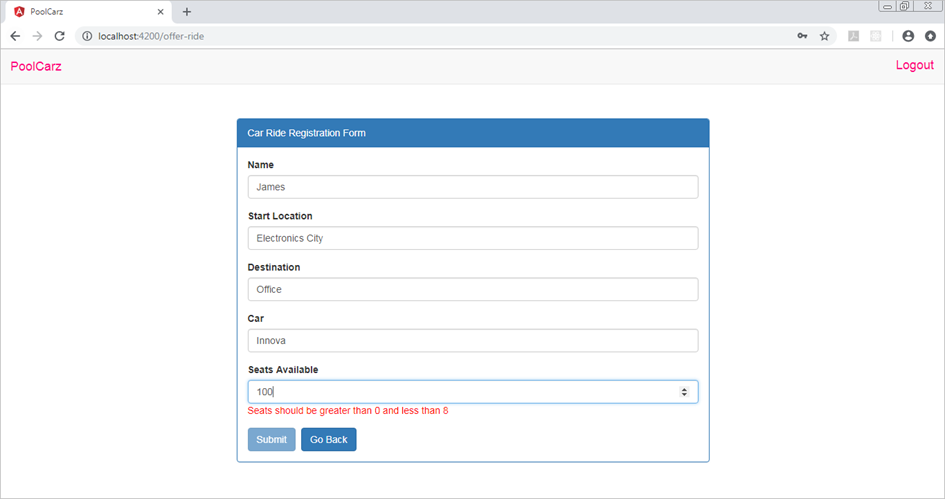 PoolCarz
localhost:4200/offer-ride
PoolCarz
Logout
Car Ride Registration Form
Name
James
Start Location
Electronics City
Destination
Office
Car
Innova
Seats Available
100
Seats should be greater than 0 and less than 8
Submit Go Back